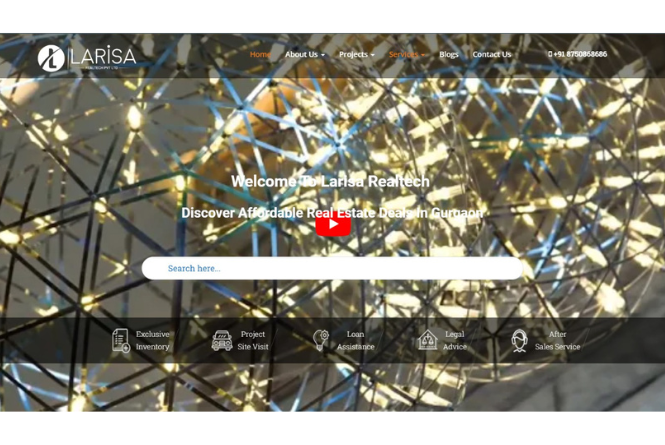 LARISA
REALTECH PVT. LTD.
Home
About Us
Projects
Services
Blogs
Contact Us
+91 8750868686
Welcome To Larisa Realtech
Discover Affordable Real Estate Deals In Gurgaon
Search here...
Exclusive
Inventory
Project
Site Visit
Loan
Assistance
Legal
Advice
After
Sales Service